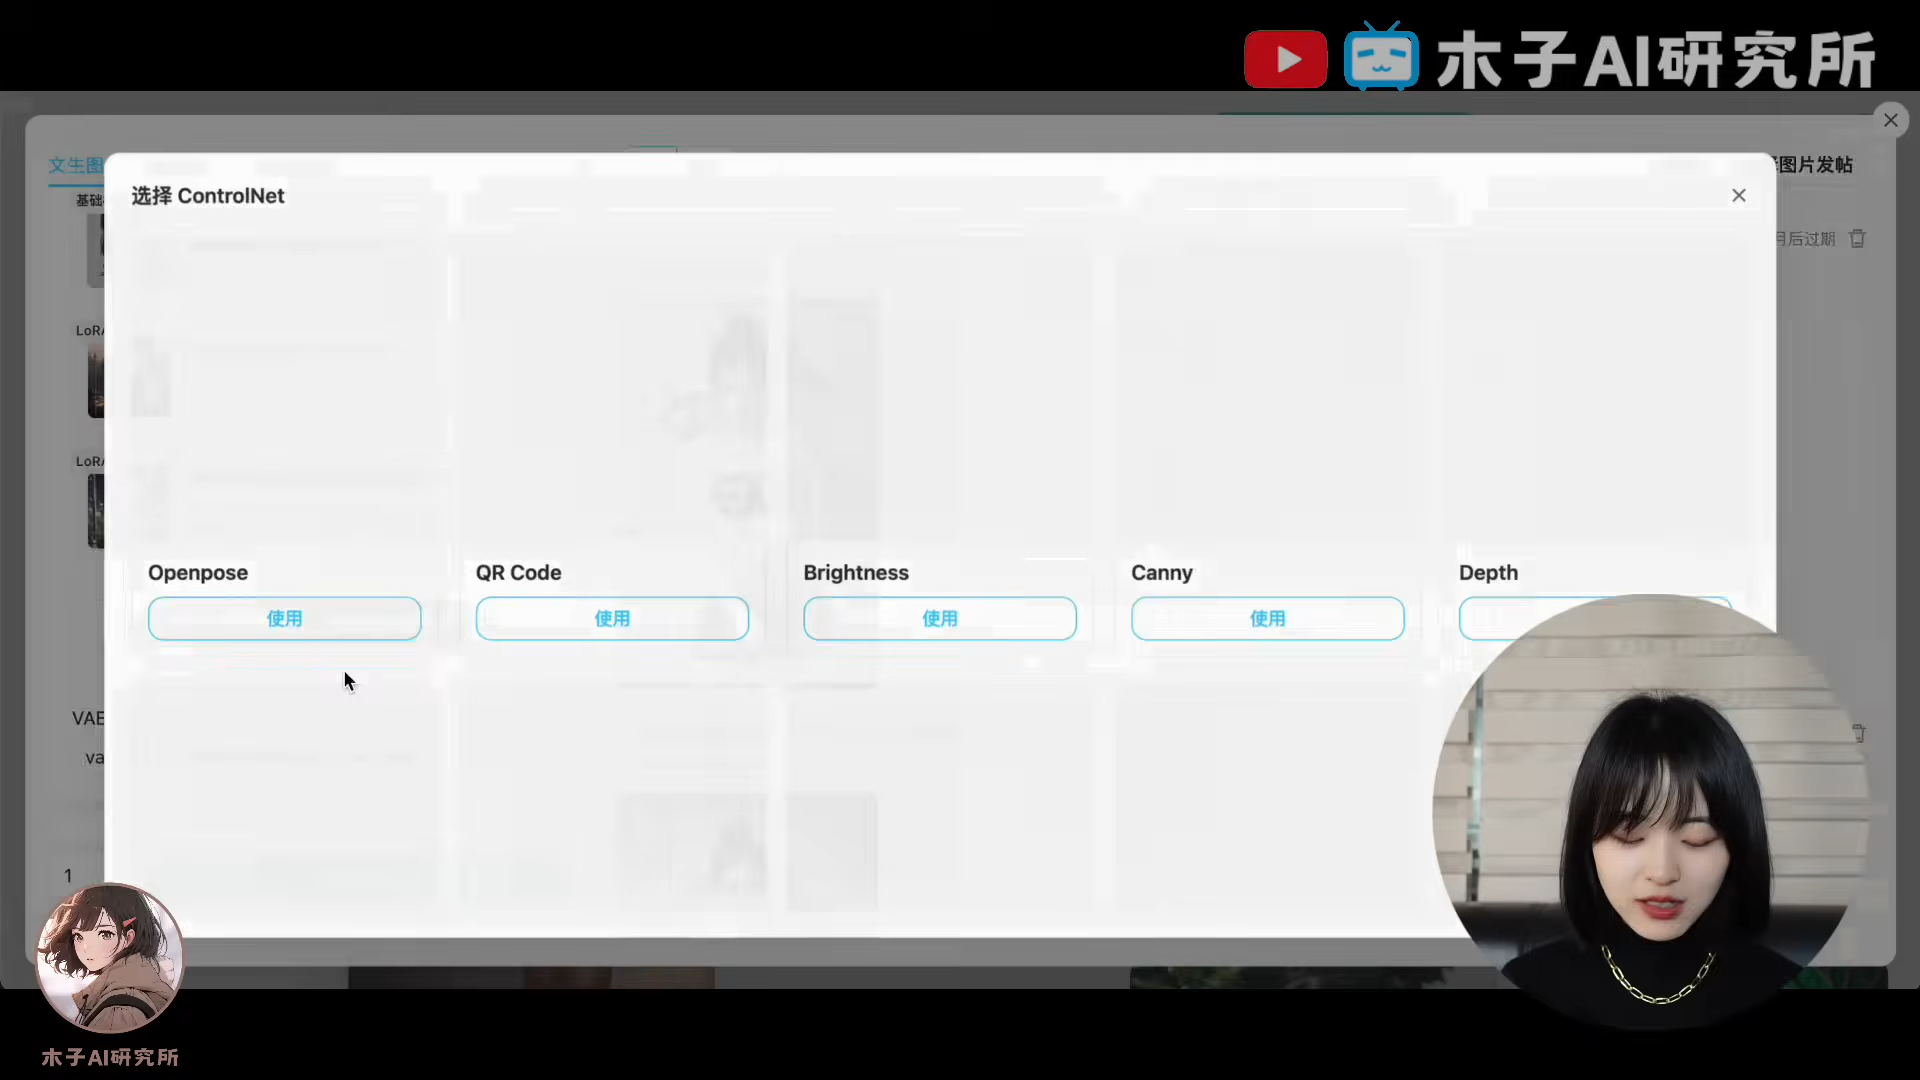 木子AI研究所
文生图
图片发帖
选择 ControlNet
基础
月后过期
LoRA
LoRA
Openpose
QR Code
Brightness
Canny
Depth
使用
使用
使用
使用
VAE
va
1
木子AI研究所